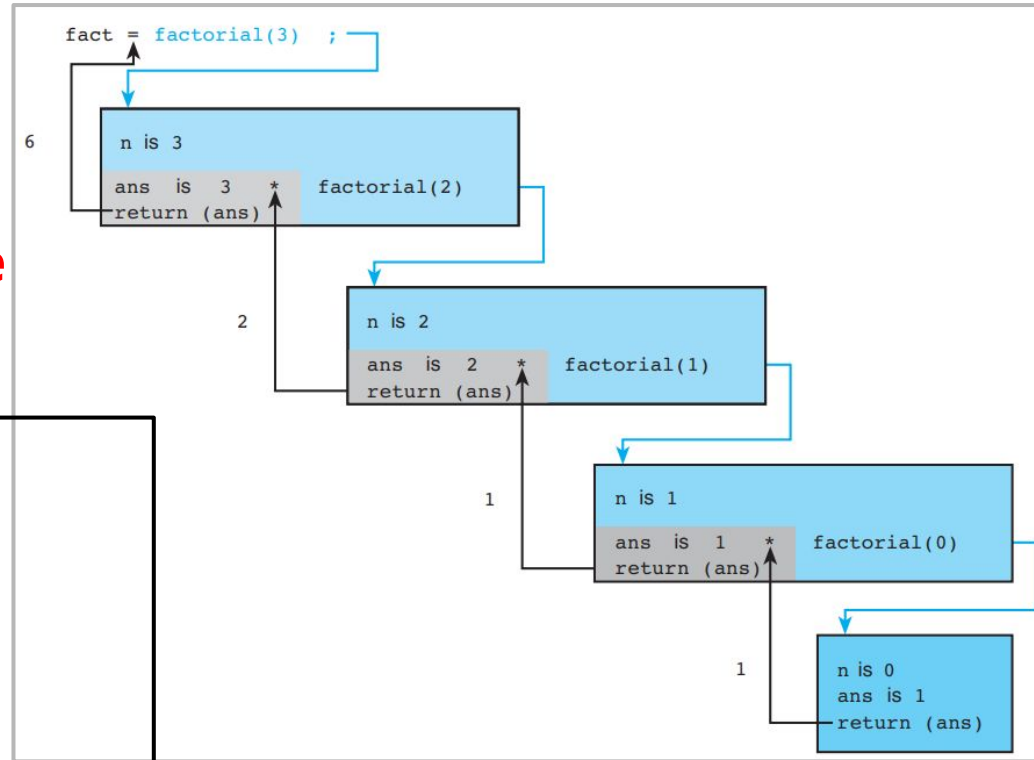 fact = factorial(3) ;
6
n is 3
ans is 3 * factorial(2)
return (ans)
e
2
n is 2
ans is 2 * factorial(1)
return (ans)
1
n is 1
ans is 1 * factorial(0)
return (ans)
1
n is 0
ans is 1
return (ans)